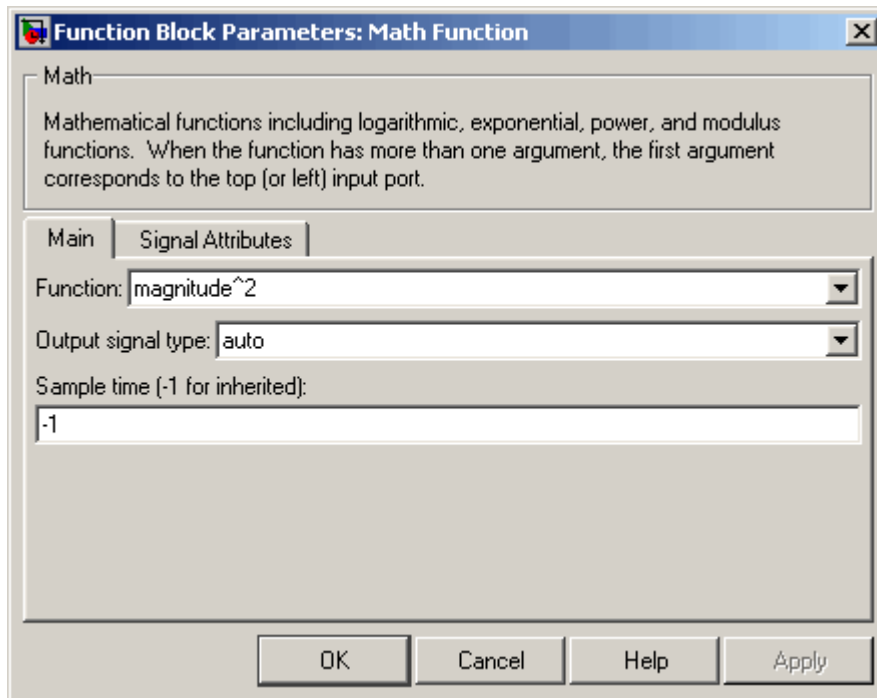 Function Block Parameters: Math Function
Math
Mathematical functions including logarithmic, exponential, power, and modulus
functions.  When the function has more than one argument, the first argument
corresponds to the top (or left) input port.
Main Signal Attributes
Function: magnitude^2
Output signal type: auto
Sample time (-1 for inherited):
-1
OK Cancel Help Apply